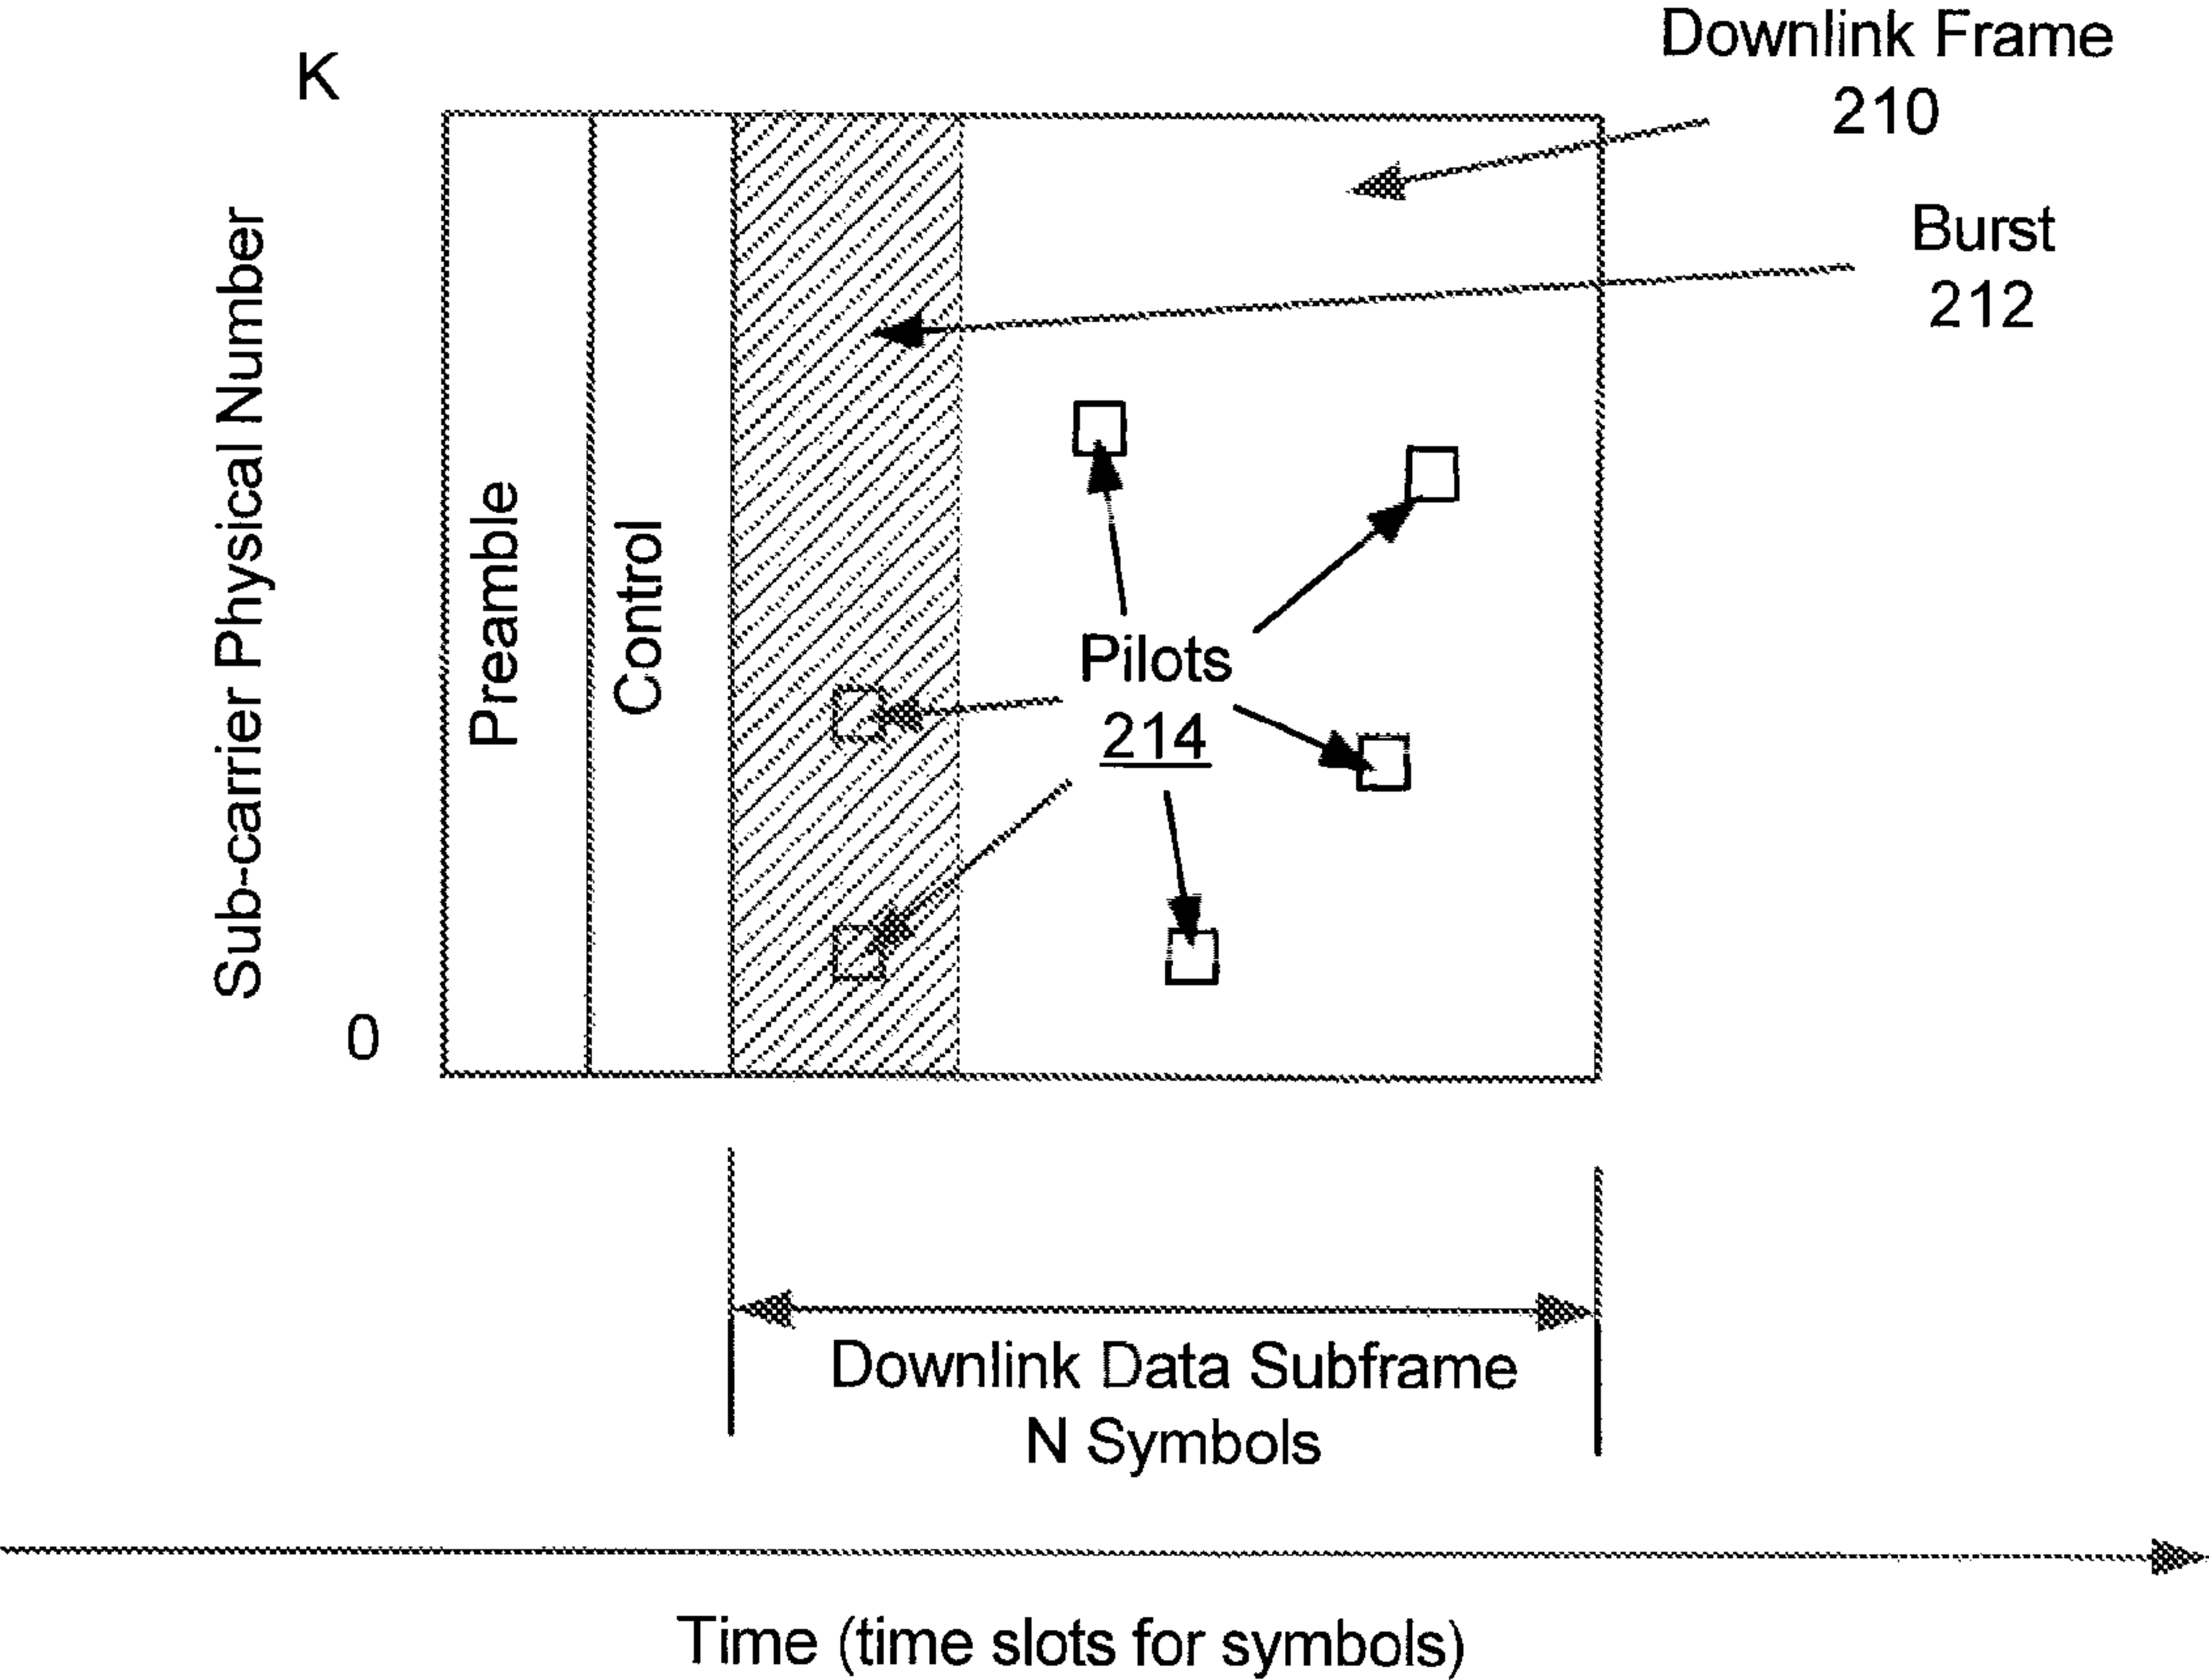 Downlink Frame
210
K
Burst
212
Sub-carrier Physical Number
Preamble
Control
Pilots
214
0
Downlink Data Subframe
N Symbols
Time (time slots for symbols)